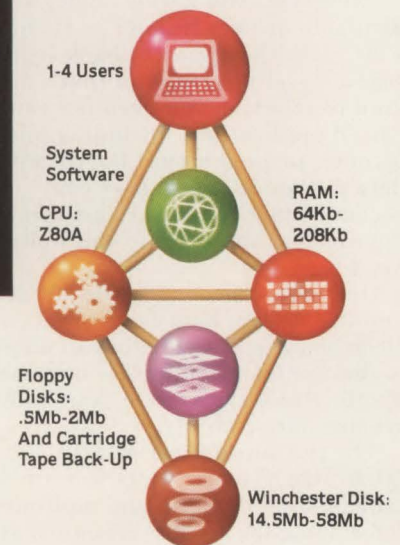 1-4 Users
System
Software
CPU:
Z80A
RAM:
64Kb-
208Kb
Floppy
Disks:
.5Mb-2Mb
And Cartridge
Tape Back-Up
Winchester Disk:
14.5Mb-58Mb